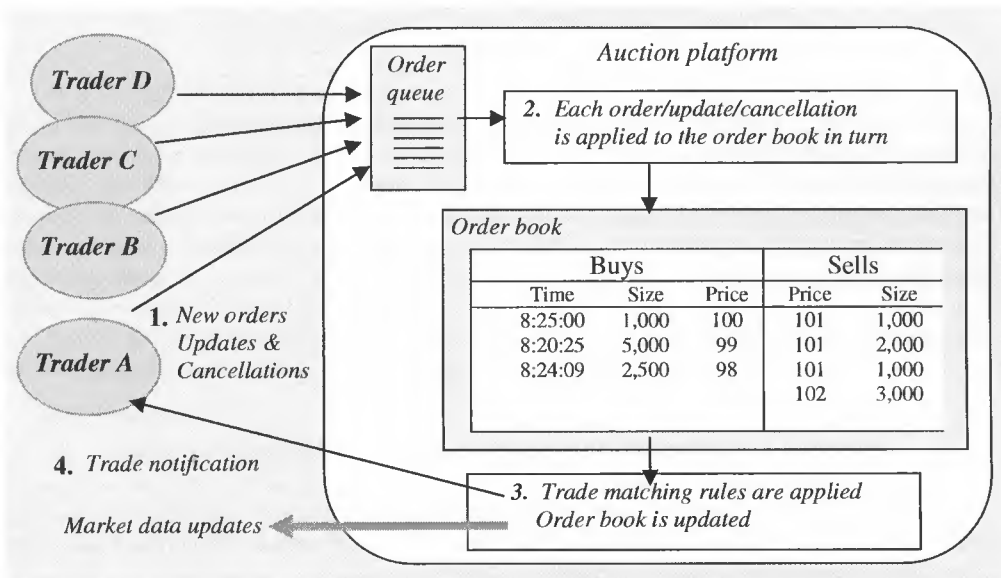 Auction platform
Trader D
Trader C
Trader B
Trader A
Order
queue
1. New orders
Updates &
Cancellations
2. Each order/update/cancellation
is applied to the order book in turn
Order book
Buys Sells
Time Size Price Price Size
8:25:00 1,000 100 101 1,000
8:20:25 5,000 99 101 2,000
8:24:09 2,500 98 101 1,000
102 3,000
3. Trade matching rules are applied
Order book is updated
4. Trade notification
Market data updates